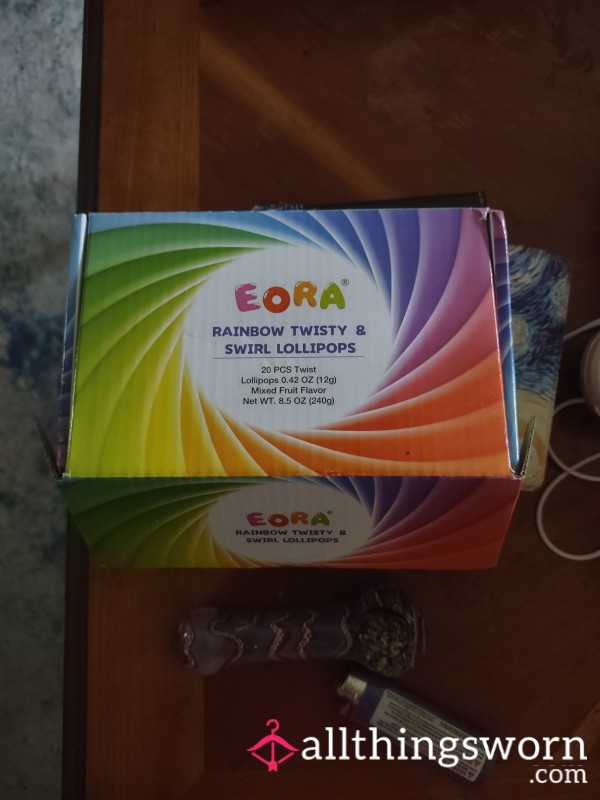 EORA®
RAINBOW TWISTY &
SWIRL LOLLIPOPS
20 PCS Twist
Lollipops 0.42 OZ (12g)
Mixed Fruit Flavor
Net WT. 8.5 OZ (240g)
EORA®
RAINBOW TWISTY &
SWIRL LOLLIPOPS
allthingsworn
.com